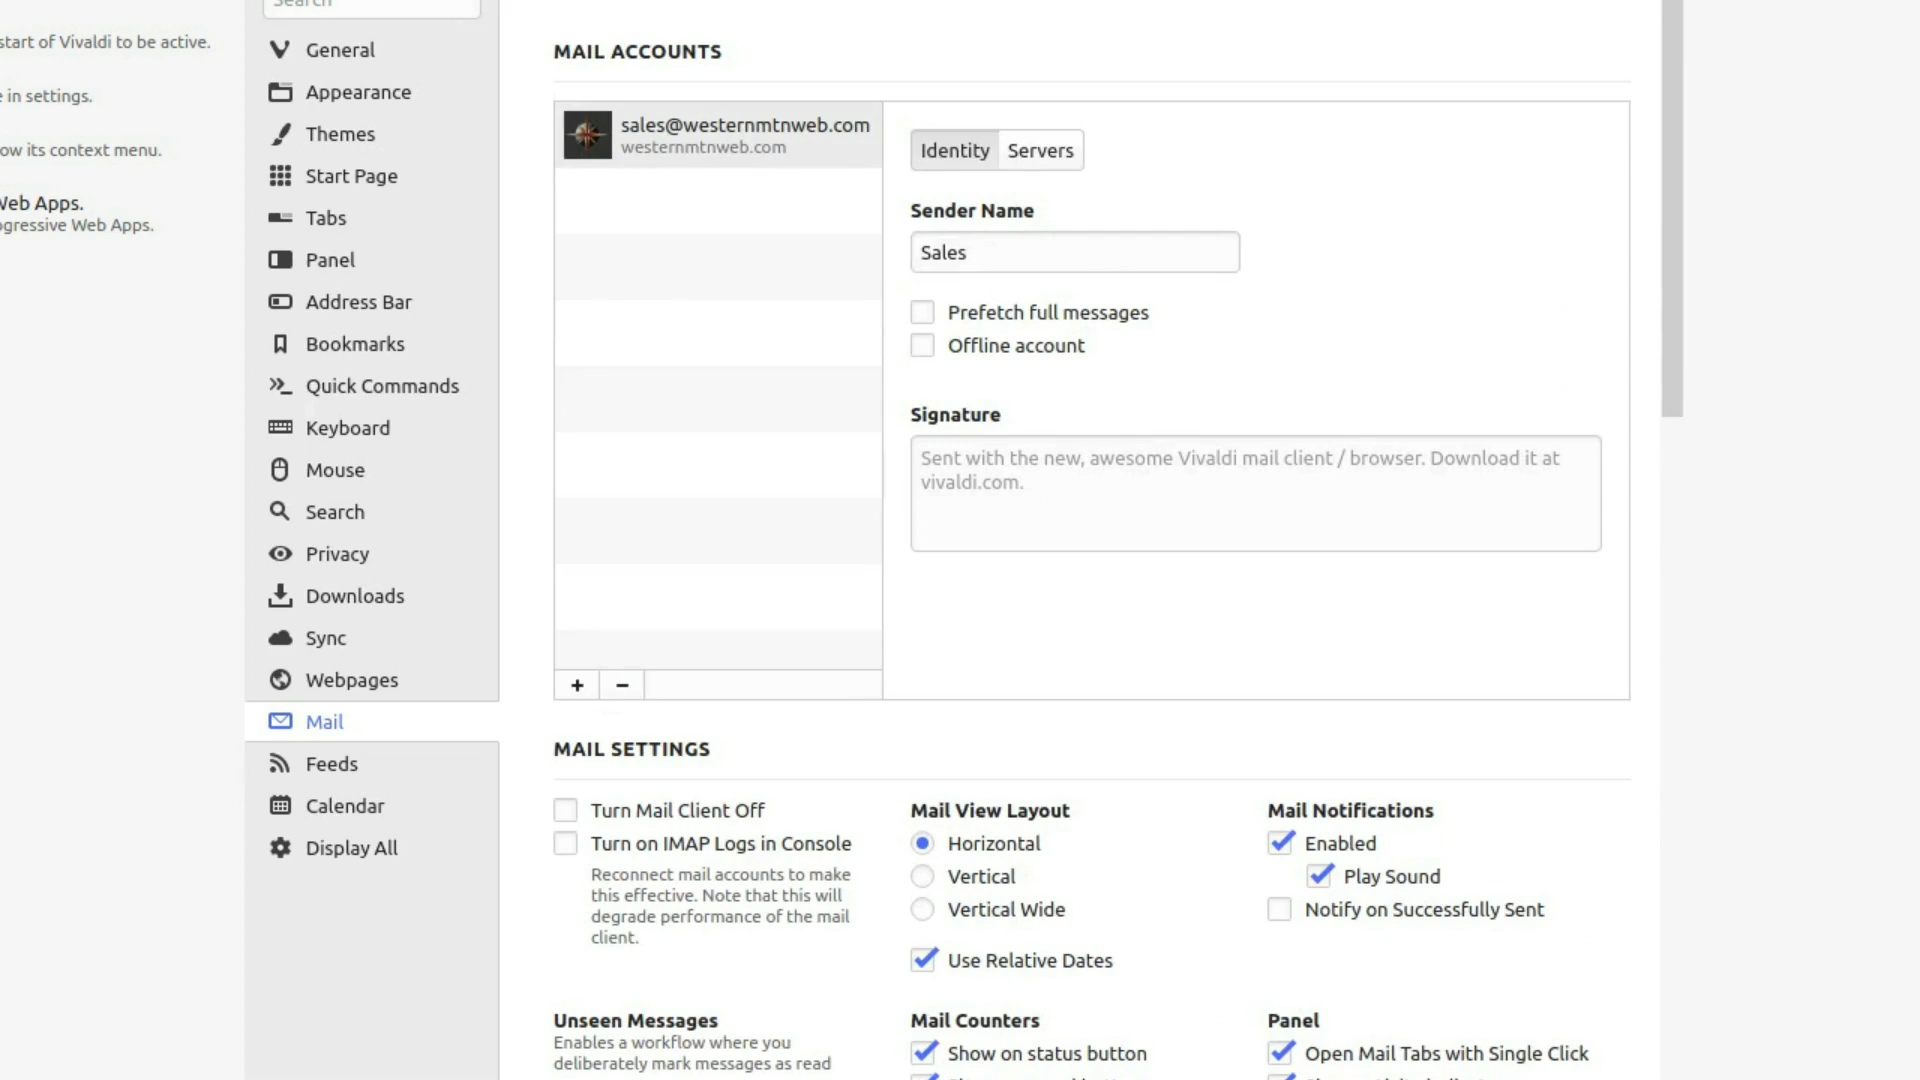 start of Vivaldi to be active.
e in settings.
ow its context menu.
Web Apps.
ogressive Web Apps.
Search
General
Appearance
Themes
Start Page
Tabs
Panel
Address Bar
Bookmarks
Quick Commands
Keyboard
Mouse
Search
Privacy
Downloads
Sync
Webpages
Mail
Feeds
Calendar
Display All
MAIL ACCOUNTS
sales@westernmtnweb.com
westernmtnweb.com
Identity Servers
Sender Name
Sales
Prefetch full messages
Offline account
Signature
Sent with the new, awesome Vivaldi mail client / browser. Download it at
vivaldi.com.
+ −
MAIL SETTINGS
Turn Mail Client Off
Turn on IMAP Logs in Console
Reconnect mail accounts to make
this effective. Note that this will
degrade performance of the mail
client.
Mail View Layout
Horizontal
Vertical
Vertical Wide
Use Relative Dates
Mail Notifications
Enabled
Play Sound
Notify on Successfully Sent
Unseen Messages
Enables a workflow where you
deliberately mark messages as read
Mail Counters
Show on status button
Panel
Open Mail Tabs with Single Click